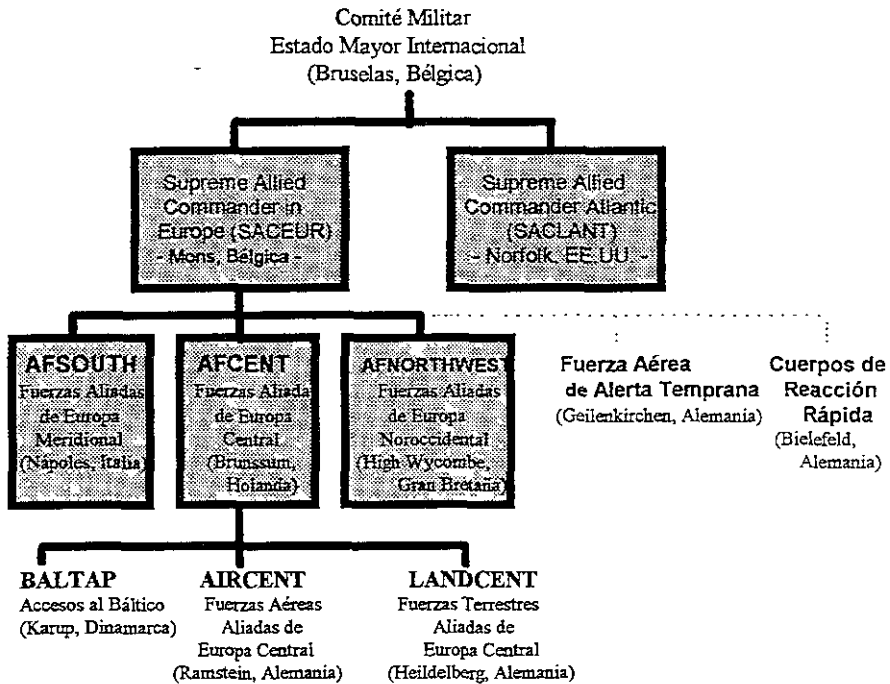 Comité Militar
Estado Mayor Internacional
(Bruselas, Bélgica)
Supreme Allied
Commander in
Europe (SACEUR)
- Mons, Bélgica -
Supreme Allied
Commander Atlantic
(SACLANT)
- Norfolk. EE.UU. -
AFSOUTH
Fuerzas Aliadas
de Europa
Meridional
(Nápoles, Italia)
AFCENT
Fuerzas Aliada
de Europa
Central
(Brunssum,
Holanda)
AFNORTHWEST
Fuerzas Aliadas
de Europa
Noroccidental
(High Wycombe,
Gran Bretaña)
Fuerza Aérea
de Alerta Temprana
(Geilenkirchen, Alemania)
Cuerpos de
Reacción
Rápida
(Bielefeld,
Alemania)
BALTAP
Accesos al Báltico
(Karup, Dinamarca)
AIRCENT
Fuerzas Aéreas
Aliadas de
Europa Central
(Ramstein, Alemania)
LANDCENT
Fuerzas Terrestres
Aliadas de
Europa Central
(Heildelberg, Alemania)